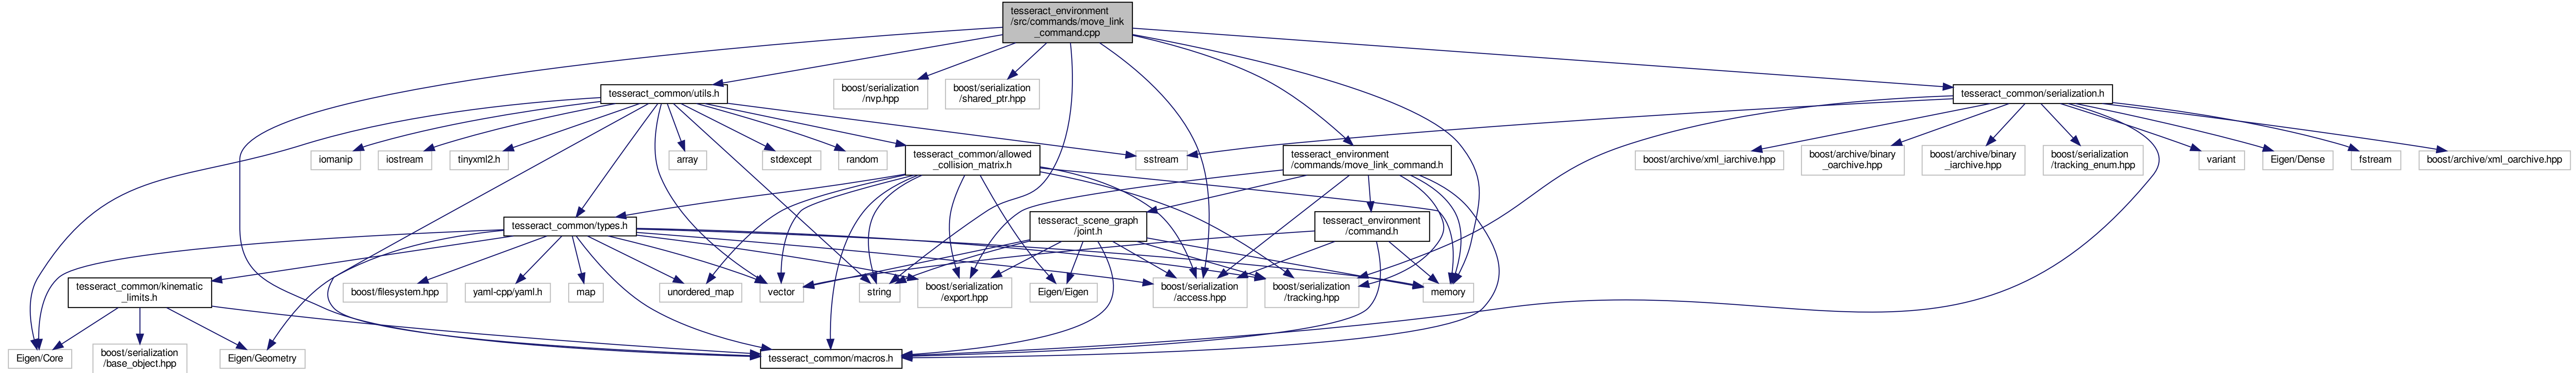 tesseract_environment
/src/commands/move_link
_command.cpp
tesseract_common/utils.h
boost/serialization
/nvp.hpp
boost/serialization
/shared_ptr.hpp
tesseract_common/serialization.h
iomanip
iostream
tinyxml2.h
array
stdexcept
random
tesseract_common/allowed
_collision_matrix.h
sstream
tesseract_environment
/commands/move_link_command.h
boost/archive/xml_iarchive.hpp
boost/archive/binary
_oarchive.hpp
boost/archive/binary
_iarchive.hpp
boost/serialization
/tracking_enum.hpp
variant
Eigen/Dense
fstream
boost/archive/xml_oarchive.hpp
tesseract_common/types.h
tesseract_scene_graph
/joint.h
tesseract_environment
/command.h
tesseract_common/kinematic
_limits.h
boost/filesystem.hpp
yaml-cpp/yaml.h
map
unordered_map
vector
string
boost/serialization
/export.hpp
Eigen/Eigen
boost/serialization
/access.hpp
boost/serialization
/tracking.hpp
memory
Eigen/Core
boost/serialization
/base_object.hpp
Eigen/Geometry
tesseract_common/macros.h